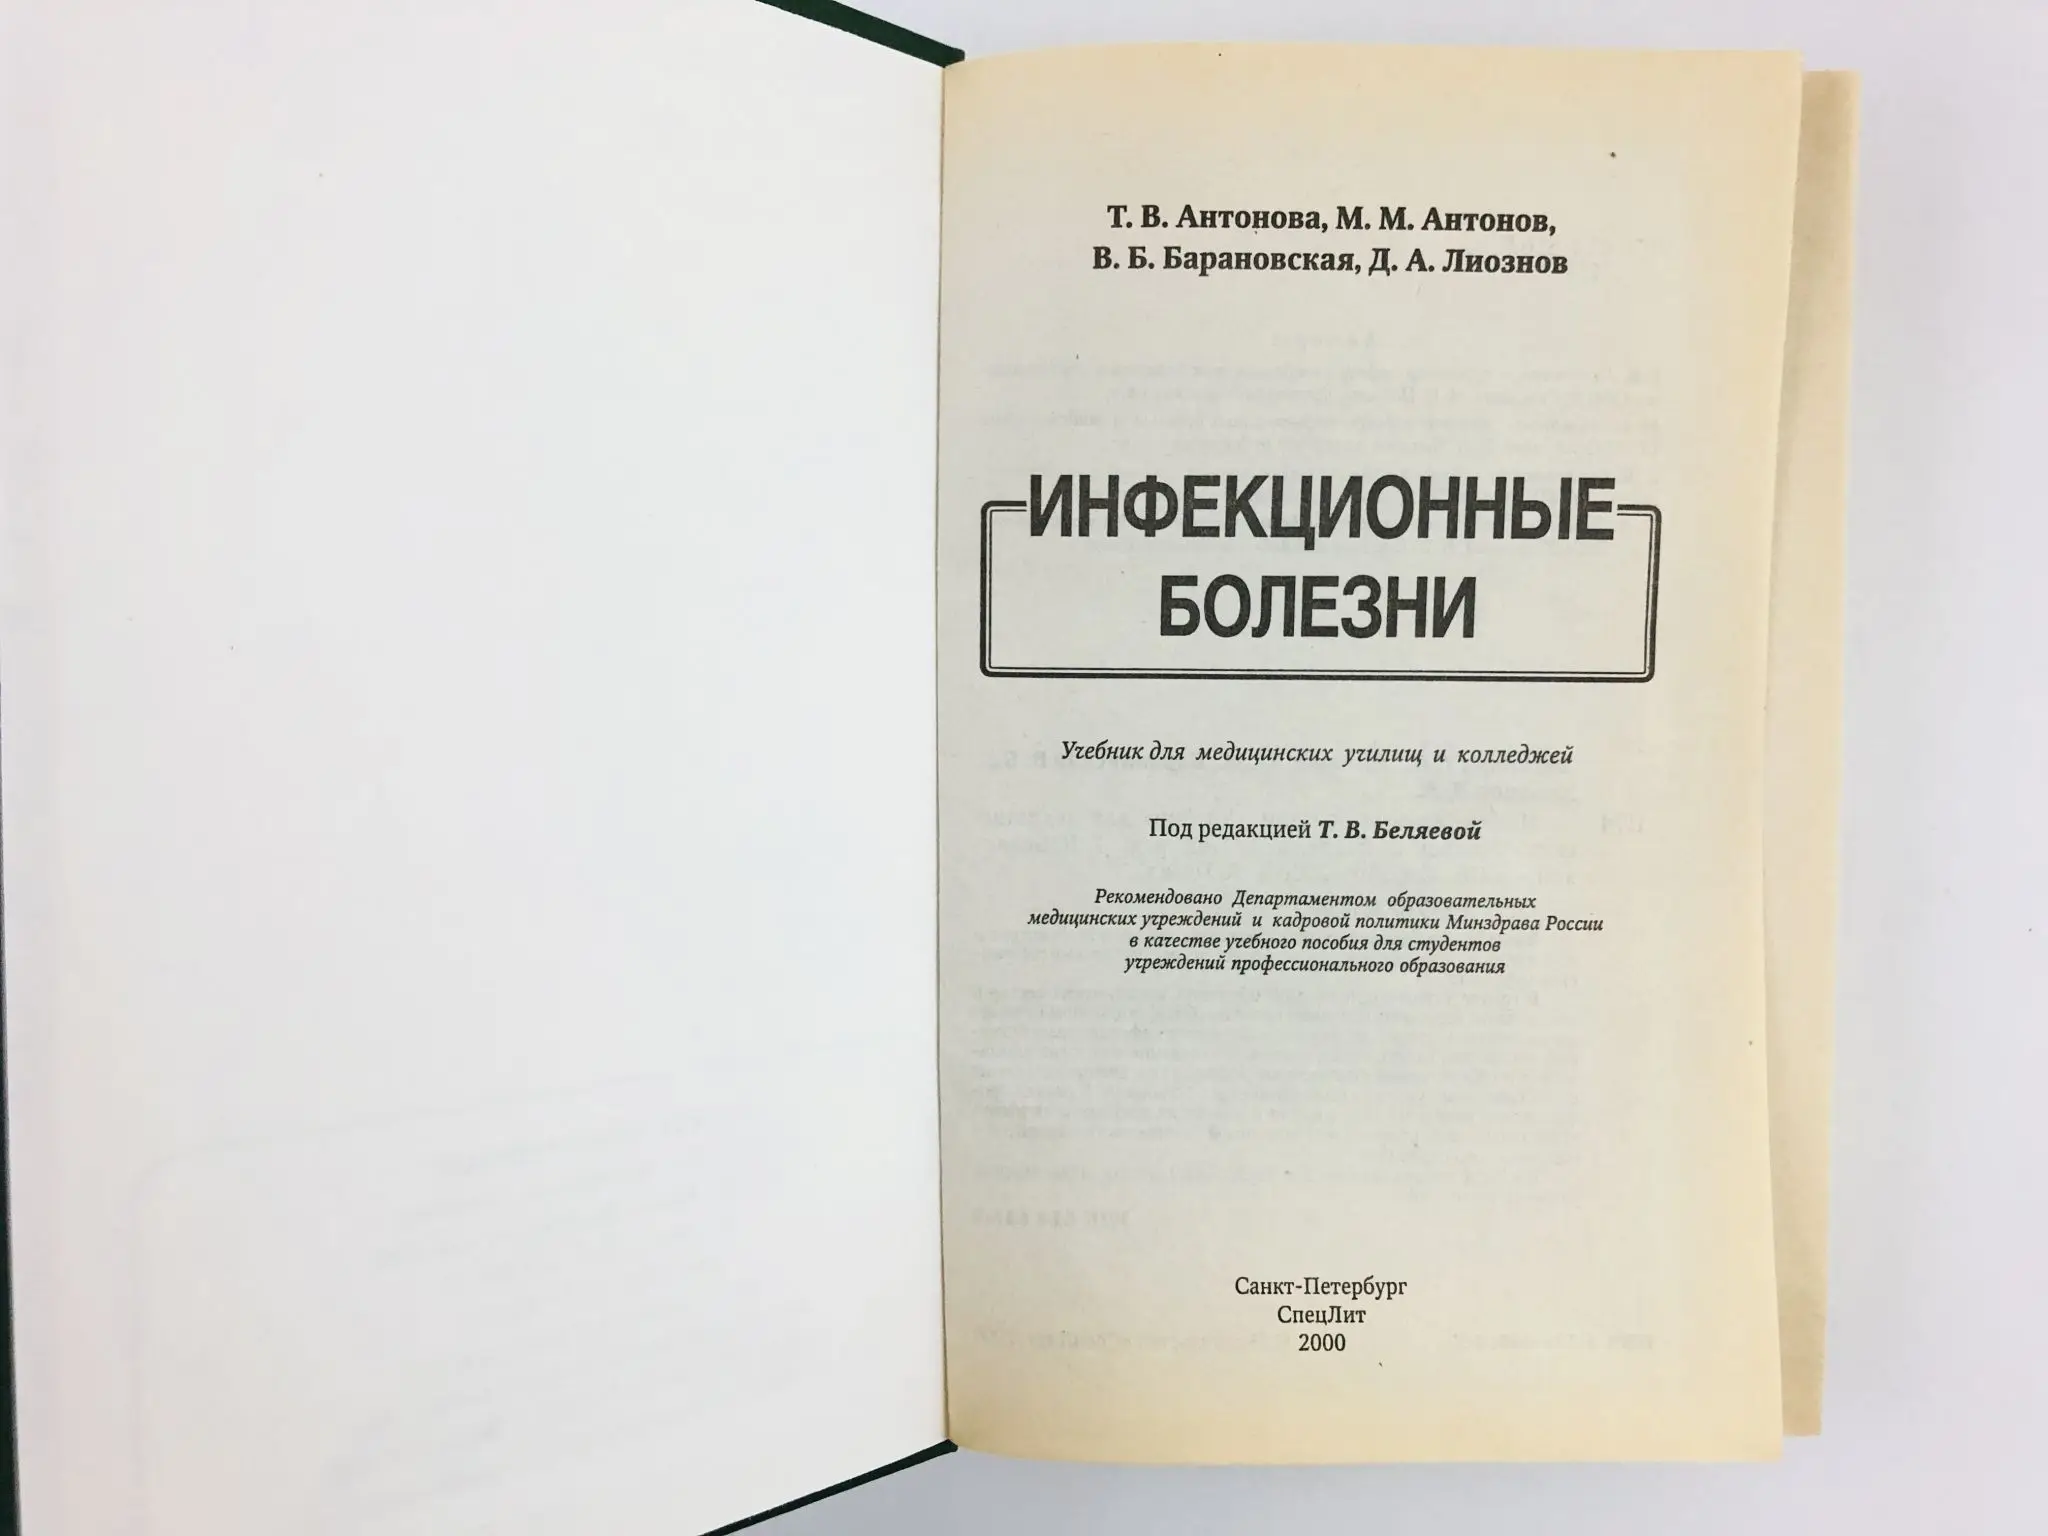 Т. В. Антонова, М. М. Антонов,
В. Б. Барановская, Д. А. Лиознов
ИНФЕКЦИОННЫЕ
БОЛЕЗНИ
Учебник для медицинских училищ и колледжей
Под редакцией Т. В. Беляевой
Рекомендовано Департаментом образовательных
медицинских учреждений и кадровой политики Минздрава России
в качестве учебного пособия для студентов
учреждений профессионального образования
Санкт-Петербург
СпецЛит
2000